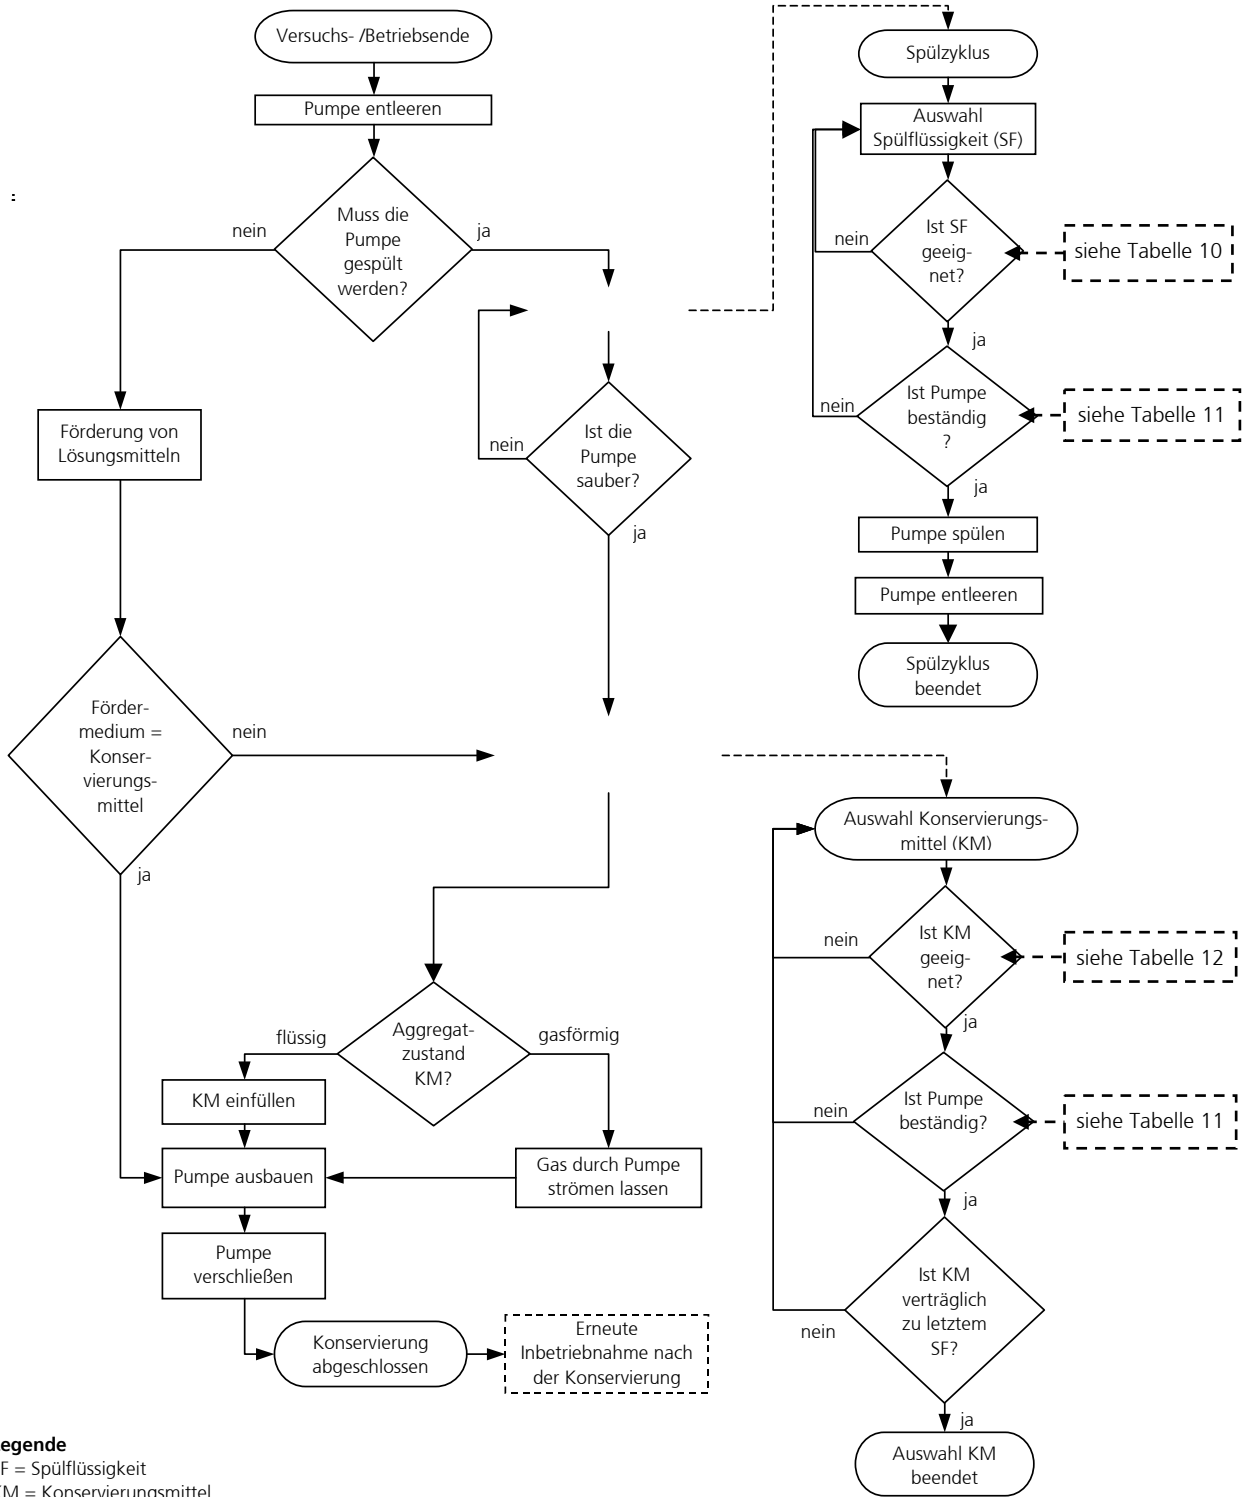 Versuchs- /Betriebsende
Pumpe entleeren
Muss die
Pumpe
gespült
werden?
nein
ja
Förderung von
Lösungsmitteln
nein
Ist die
Pumpe
sauber?
ja
Förder-
medium =
Konser-
vierungs-
mittel
nein
ja
flüssig
Aggregat-
zustand
KM?
gasförmig
KM einfüllen
Pumpe ausbauen
Gas durch Pumpe
strömen lassen
Pumpe
verschließen
Konservierung
abgeschlossen
Erneute
Inbetriebnahme nach
der Konservierung
Spülzyklus
Auswahl
Spülflüssigkeit (SF)
nein
Ist SF
geeig-
net?
siehe Tabelle 10
ja
nein
Ist Pumpe
beständig
?
siehe Tabelle 11
ja
Pumpe spülen
Pumpe entleeren
Spülzyklus
beendet
Auswahl Konservierungs-
mittel (KM)
nein
Ist KM
geeig-
net?
siehe Tabelle 12
ja
nein
Ist Pumpe
beständig?
siehe Tabelle 11
ja
Ist KM
verträglich
zu letztem
SF?
nein
ja
Auswahl KM
beendet
egende
F = Spülflüssigkeit
KM = Konservierungsmittel